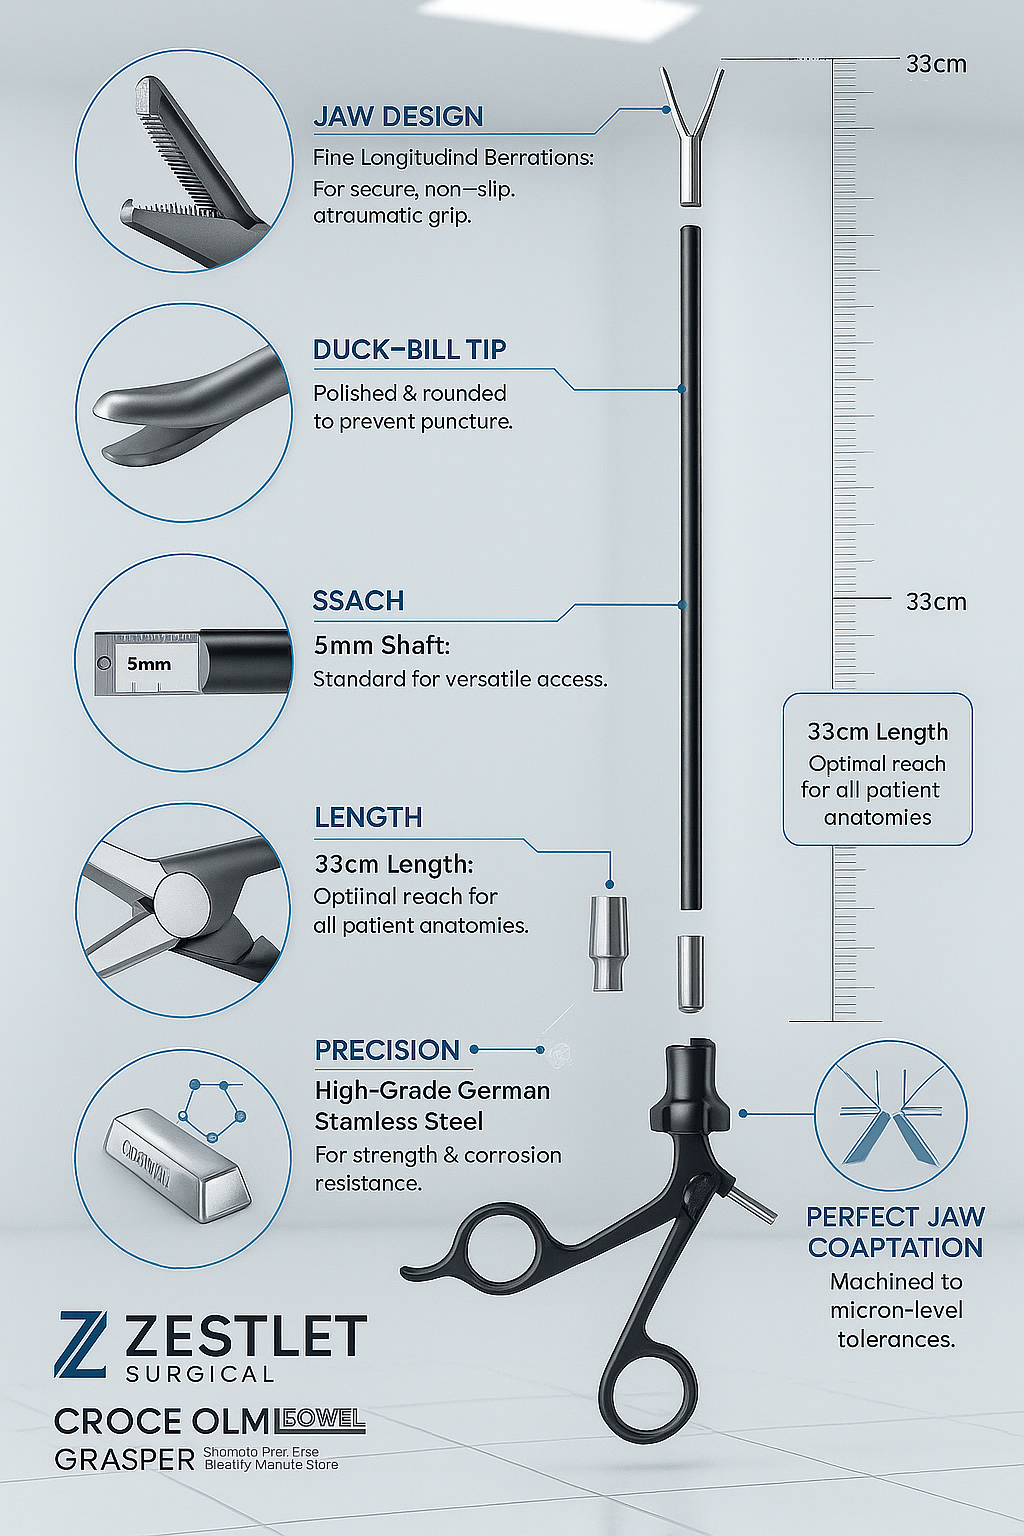 33cm
JAW DESIGN
Fine Longitudind Berrations:
For secure, non–slip.
atraumatic grip.
DUCK–BILL TIP
Polished & rounded
to prevent puncture.
SSACH
5mm Shaft:
Standard for versatile access.
5mm
33cm
33cm Length
Optimal reach
for all patient
anatomies
LENGTH
33cm Length:
Optiinal reach for
all patient anatomies.
PRECISION
High-Grade German
Stamless Steel
For strength & corrosion
resistance.
PERFECT JAW
COAPTATION
Machined to
micron-level
tolerances.
ZESTLET
SURGICAL
CROCE OLM BOWEL
GRASPER
Shomoto Prer. Erse
Bleatify Manute Store